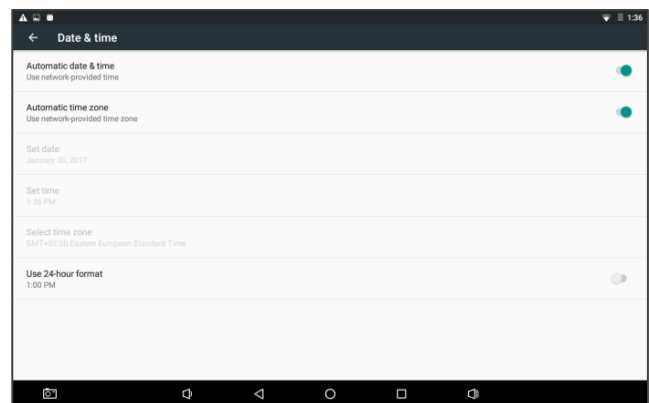 1:36
Date & time
Automatic date & time
Use network-provided time
Automatic time zone
Use network-provided time zone
Set date
January 30, 2017
Set time
1:36 PM
Select time zone
GMT+02:00 Eastern European Standard Time
Use 24-hour format
1:00 PM